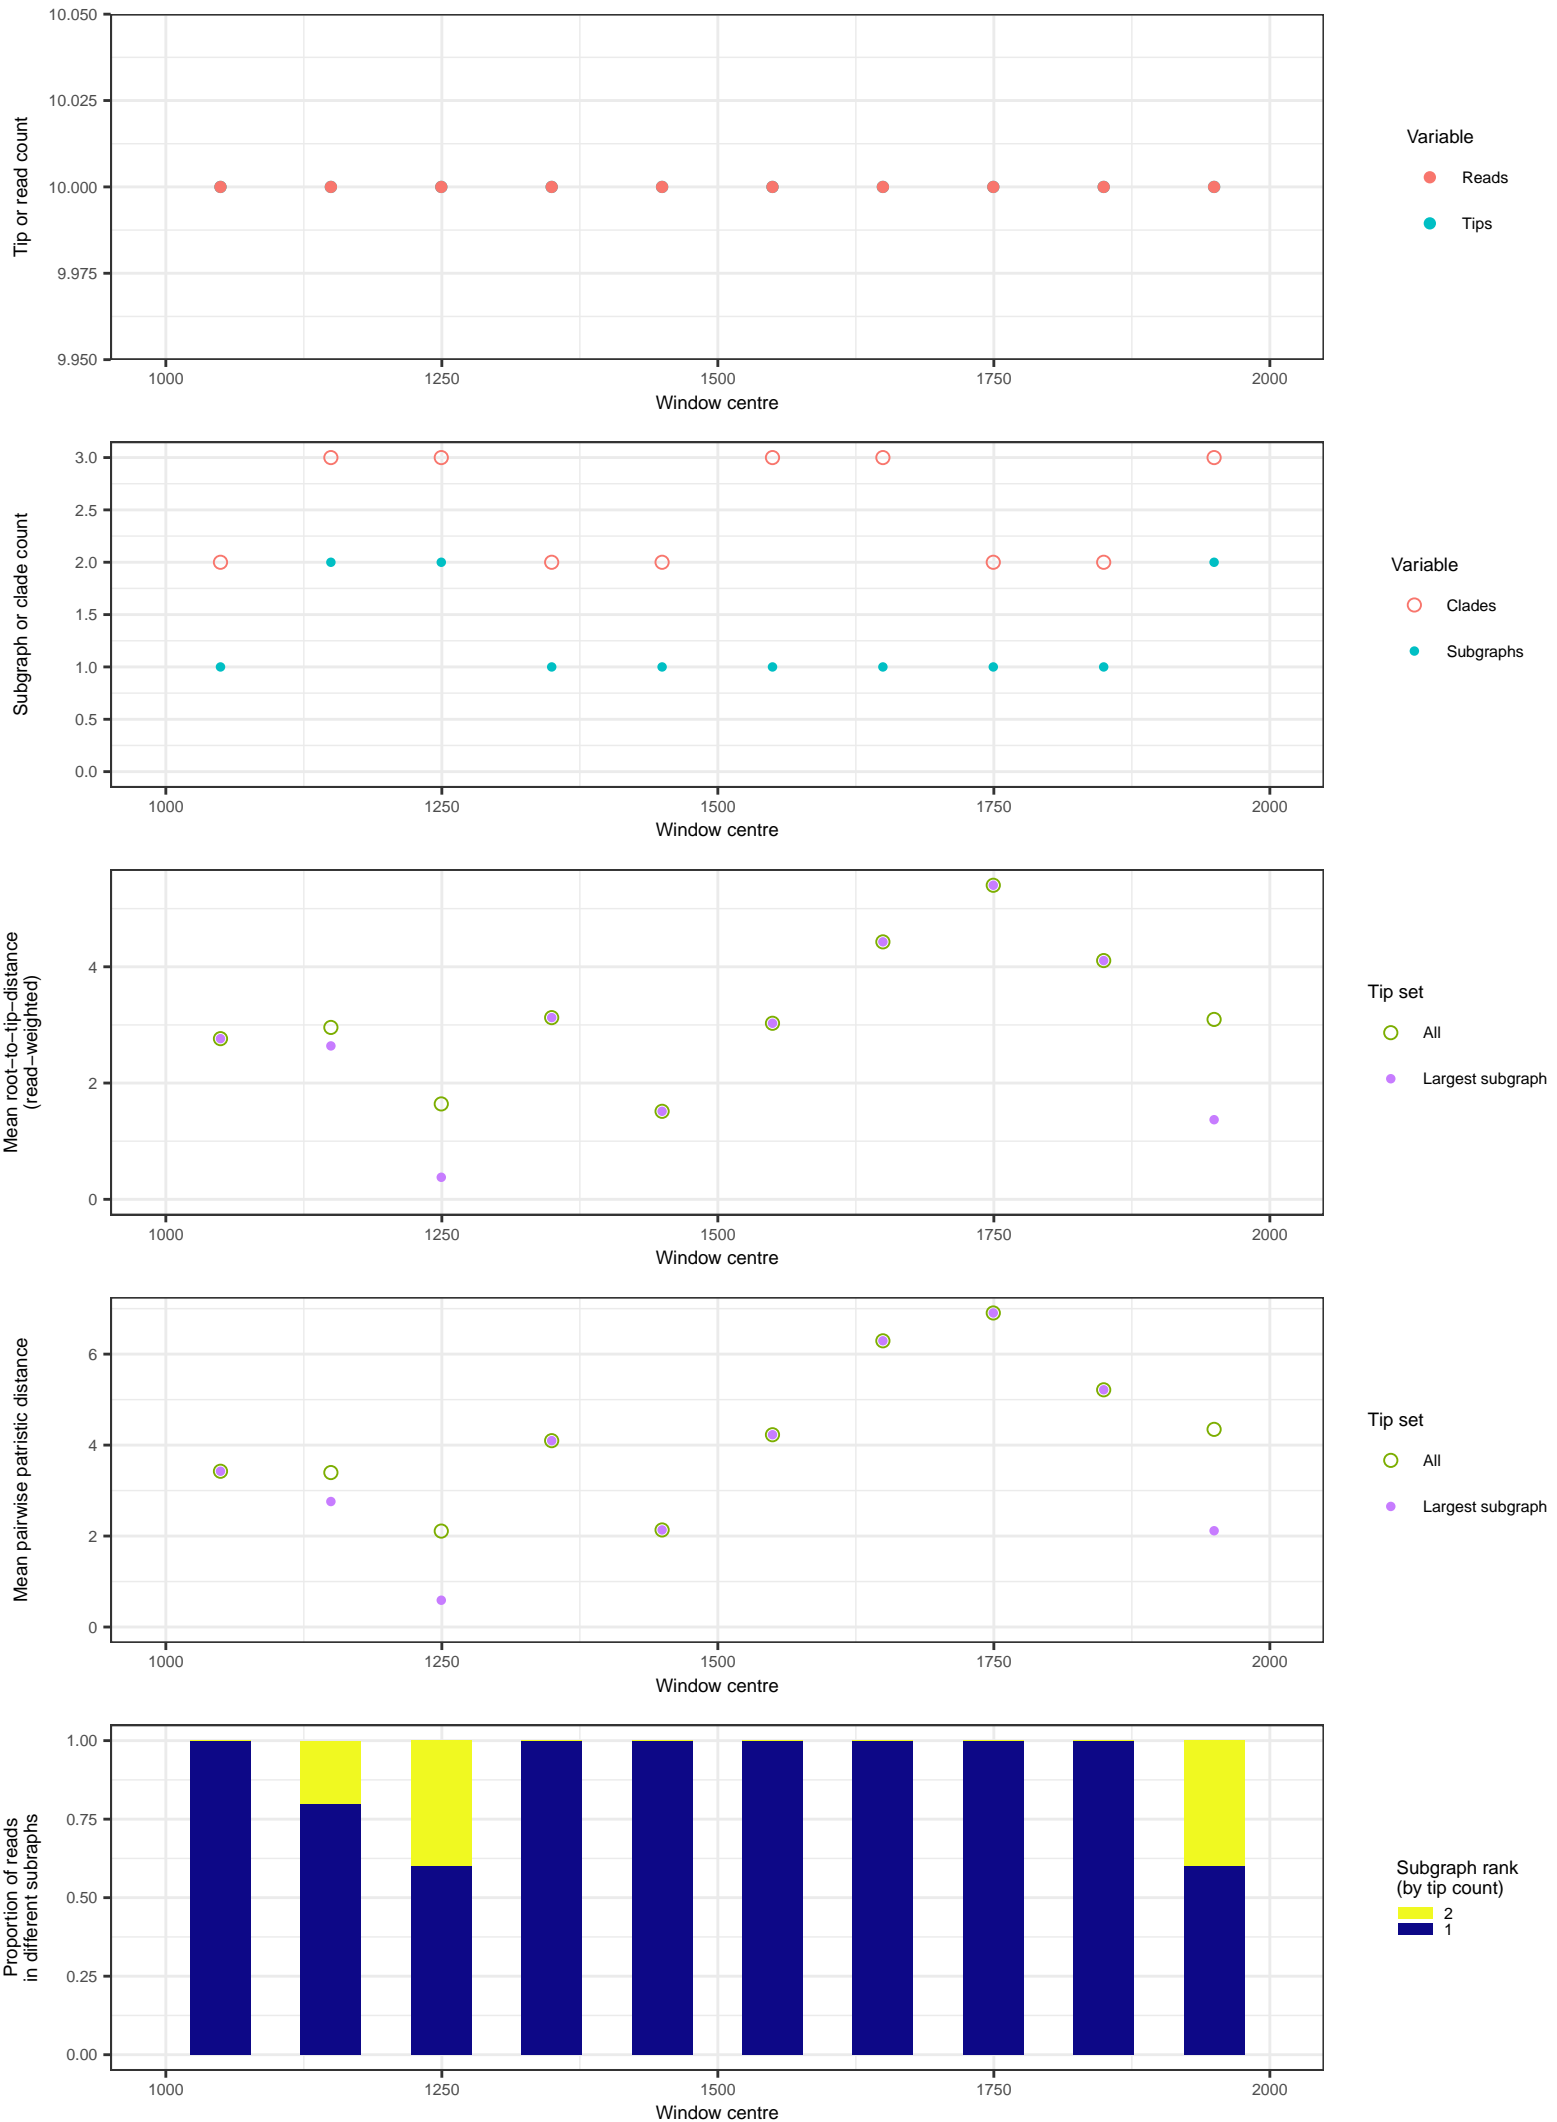 10.050
10.025
10.000
9.975
9.950
Tip or read count
1000
1250
1500
1750
2000
Window centre
Variable
Reads
Tips
3.0
2.5
2.0
1.5
1.0
0.5
0.0
Subgraph or clade count
1000
1250
1500
1750
2000
Window centre
Variable
Clades
Subgraphs
4
2
0
Mean root−to−tip−distance
(read−weighted)
1000
1250
1500
1750
2000
Window centre
Tip set
All
Largest subgraph
6
4
2
0
Mean pairwise patristic distance
1000
1250
1500
1750
2000
Window centre
Tip set
All
Largest subgraph
1.00
0.75
0.50
0.25
0.00
Proportion of reads
in different subraphs
1000
1250
1500
1750
2000
Window centre
Subgraph rank
(by tip count)
2
1